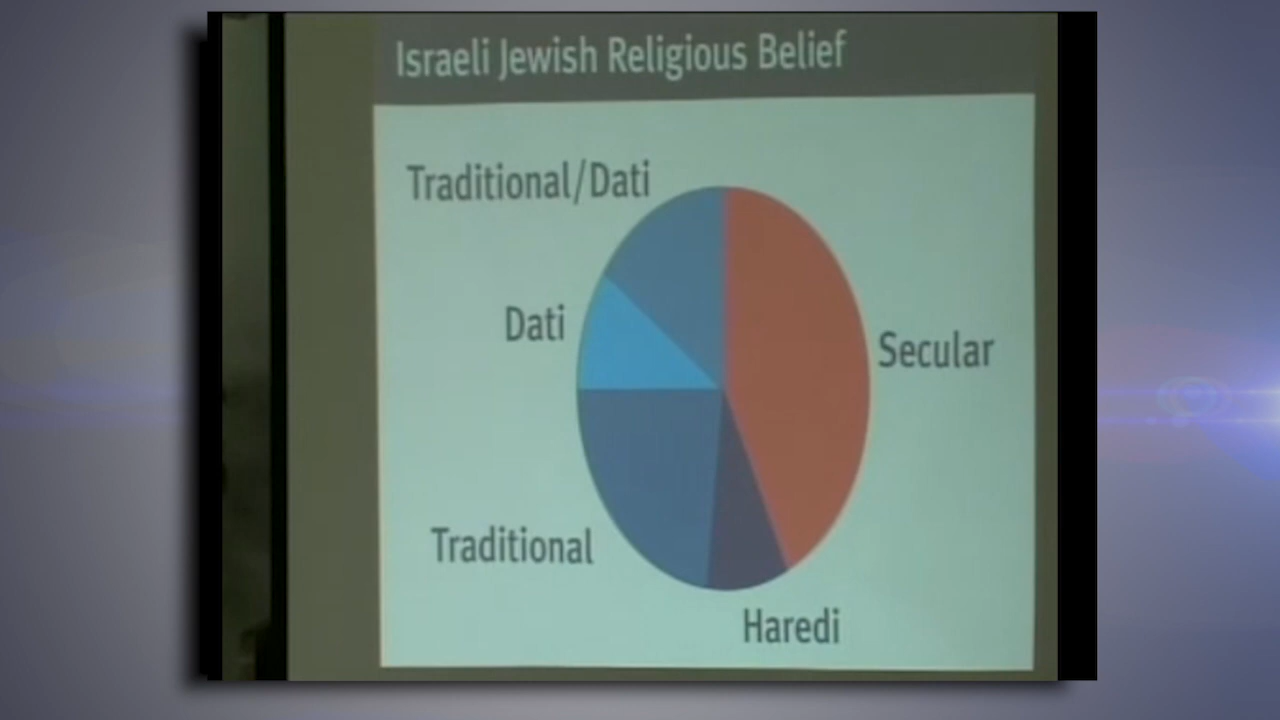 Israeli Jewish Religious Belief
Traditional/Dati
Dati
Secular
Traditional
Haredi